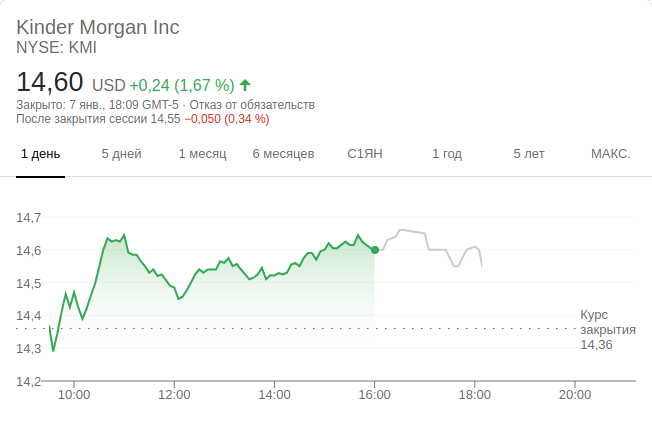 Kinder Morgan Inc
NYSE: KMI
14,60 USD +0,24 (1,67 %)
Закрыто: 7 янв., 18:09 GMT-5 · Отказ от обязательств
После закрытия сессии 14,55 −0,050 (0,34 %)
1 день 5 дней 1 месяц 6 месяцев С1ЯН 1 год 5 лет МАКС.
14,7
14,6
14,5
14,4
Курс
закрытия
14,36
14,3
14,2
10:00 12:00 14:00 16:00 18:00 20:00